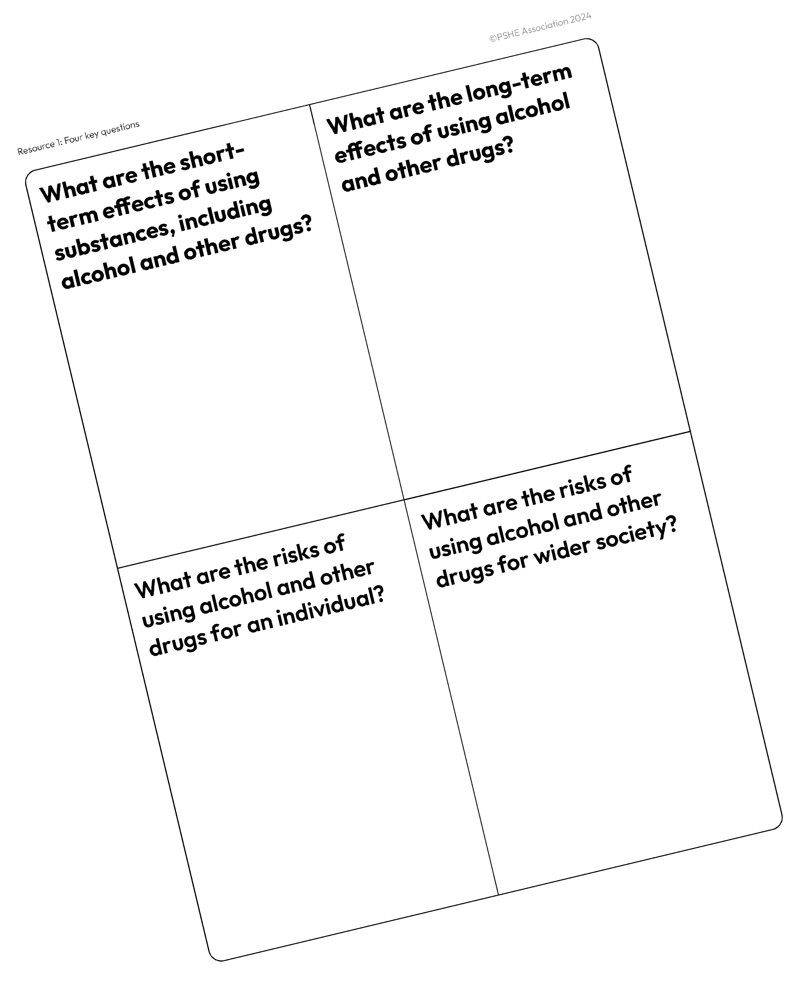 Resource 1: Four key questions
©PSHE Association 2024
What are the short-
term effects of using
substances, including
alcohol and other drugs?
What are the long-term
effects of using alcohol
and other drugs?
What are the risks of
using alcohol and other
drugs for an individual?
What are the risks of
using alcohol and other
drugs for wider society?